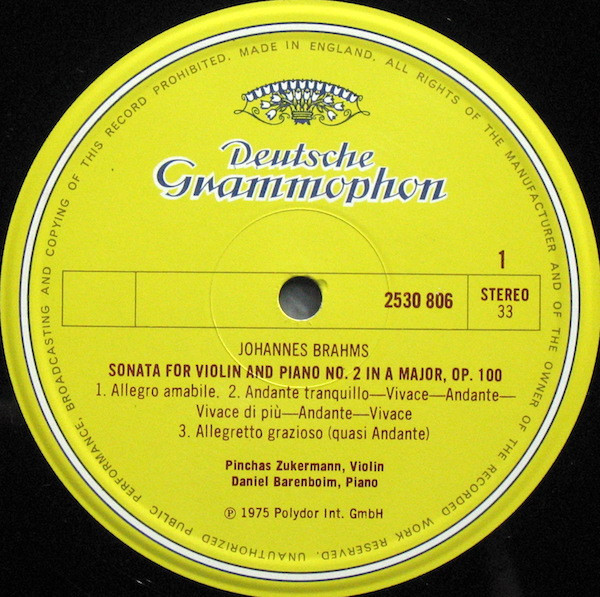 MADE IN ENGLAND. ALL RIGHTS OF THE MANUFACTURER AND OF THE OWNER OF THE RECORDED WORK RESERVED. UNAUTHORIZED PUBLIC PERFORMANCE, BROADCASTING AND COPYING OF THIS RECORD PROHIBITED.
Deutsche
Grammophon
1
2530 806
STEREO
33
JOHANNES BRAHMS
SONATA FOR VIOLIN AND PIANO NO. 2 IN A MAJOR, OP. 100
1. Allegro amabile. 2. Andante tranquillo—Vivace—Andante—
Vivace di più—Andante—Vivace
3. Allegretto grazioso (quasi Andante)
Pinchas Zukermann, Violin
Daniel Barenboim, Piano
℗ 1975 Polydor Int. GmbH